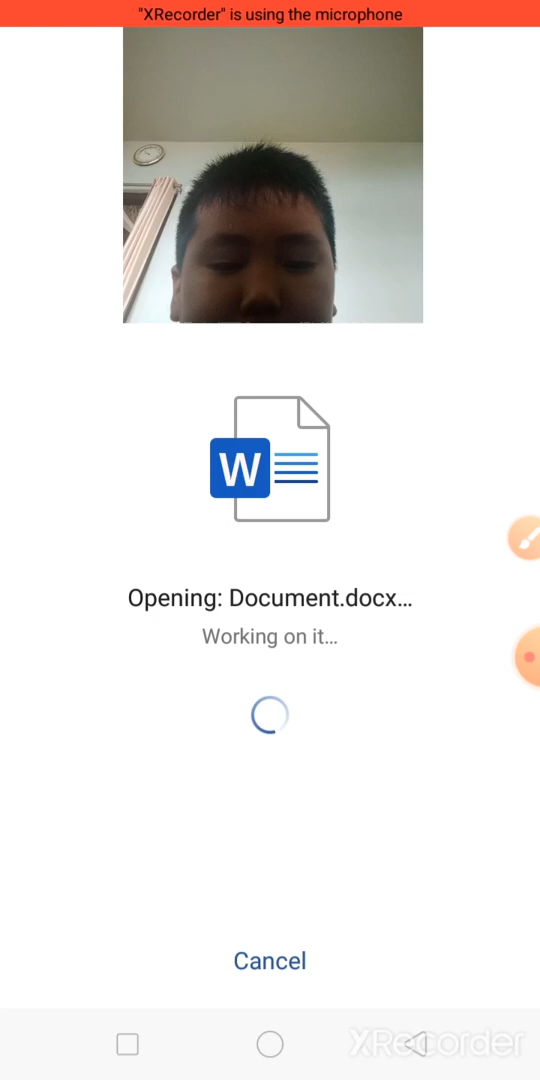 "XRecorder" is using the microphone
W
Opening: Document.docx...
Working on it...
Cancel
XRecorder